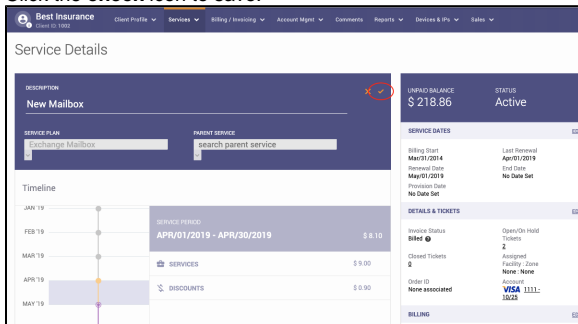 Click the check icon to save.
Best Insurance
Client ID: 1002
Client Profile Services Billing / Invoicing Account Mgmt Comments Reports Devices & IPs Sales
Service Details
DESCRIPTION
New Mailbox
SERVICE PLAN
Exchange Mailbox
PARENT SERVICE
search parent service
Timeline
JAN '19
FEB '19
MAR '19
APR '19
MAY '19
SERVICE PERIOD
APR/01/2019 - APR/30/2019 $ 8.10
SERVICES $ 9.00
DISCOUNTS $ 0.90
UNPAID BALANCE
$ 218.86
STATUS
Active
SERVICE DATES
Billing Start
Mar/31/2014
Last Renewal
Apr/01/2019
Renewal Date
May/01/2019
End Date
No Date Set
Provision Date
No Date Set
DETAILS & TICKETS
Invoice Status
Billed
Open/On Hold
Tickets
2
Closed Tickets
0
Assigned
Facility : Zone
None : None
Order ID
None associated
Account
VISA 1111 -
10/25
BILLING